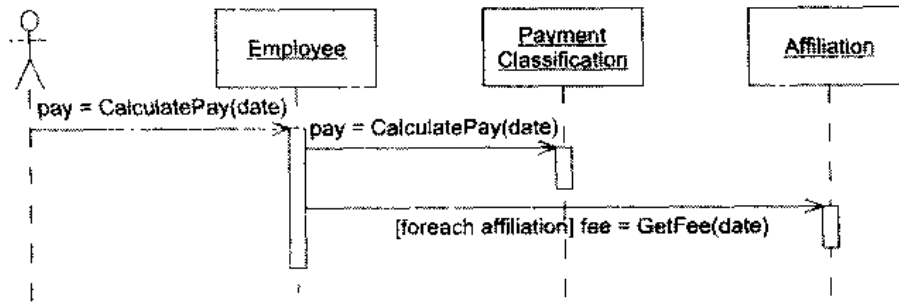 Employee
Payment
Classification
Affiliation
pay = CalculatePay(date)
pay = CalculatePay(date)
[foreach affiliation] fee = GetFee(date)